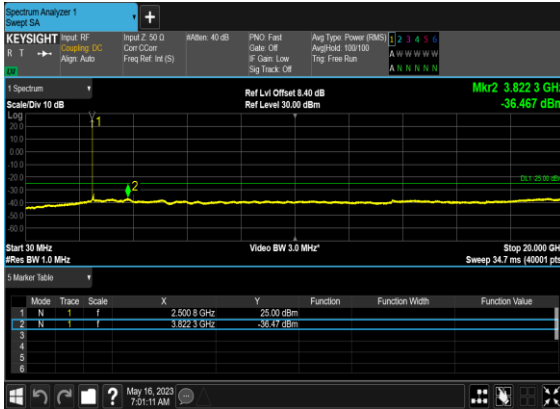 Spectrum Analyzer 1
Swept SA
KEYSIGHT
R T
Input: RF
Coupling: DC
Align: Auto
Input Z: 50 Ω
Corr CCorr
Freq Ref: Int (S)
#Atten: 40 dB
PNO: Fast
Gate: Off
IF Gain: Low
Sig Track: Off
Avg Type: Power (RMS)
Avg|Hold: 100/100
Trig: Free Run
1 2 3 4 5 6
A W W W W W
A N N N N N
1 Spectrum
Scale/Div 10 dB
Ref Lvl Offset 8.40 dB
Ref Level 30.00 dBm
Mkr2 3.822 3 GHz
-36.467 dBm
Log
20.0
10.0
0.00
-10.0
-20.0
-30.0
-40.0
-50.0
-60.0
1
2
DL1 25.00 dBm
Start 30 MHz
#Res BW 1.0 MHz
Video BW 3.0 MHz*
Stop 20.000 GHz
Sweep 34.7 ms (40001 pts)
5 Marker Table
Mode Trace Scale X Y Function Function Width Function Value
1 N 1 f 2.500 8 GHz 25.00 dBm
2 N 1 f 3.822 3 GHz -36.47 dBm
3
4
5
6
?
May 16, 2023
7:01:11 AM